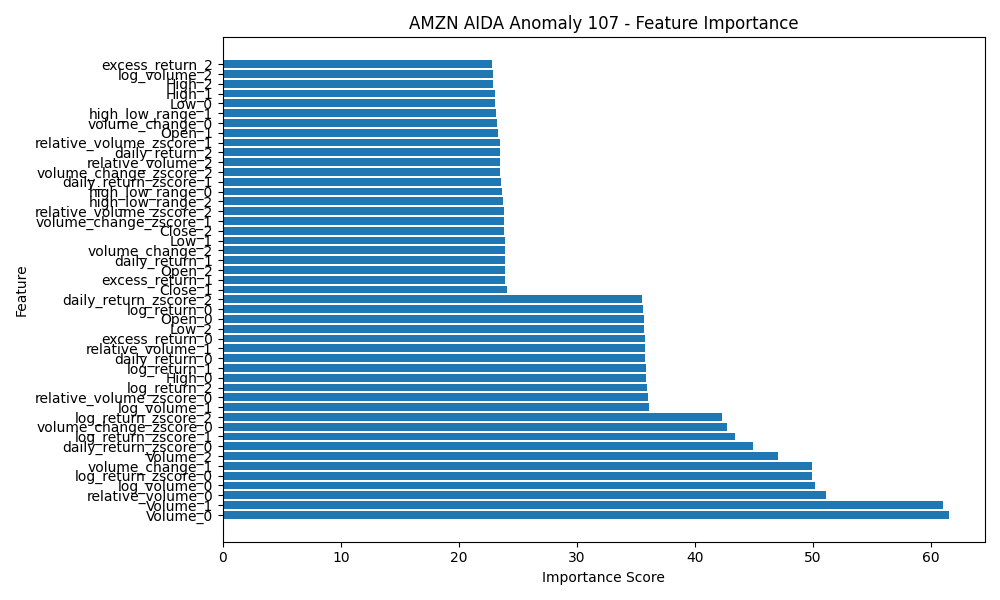 AMZN AIDA Anomaly 107 - Feature Importance
excess_return_2
log_volume_2
High_2
High_1
Low_0
high_low_range_1
volume_change_0
Open_1
relative_volume_zscore_1
daily_return_2
relative_volume_2
volume_change_zscore_2
daily_return_zscore_1
high_low_range_0
high_low_range_2
relative_volume_zscore_2
volume_change_zscore_1
Close_2
Low_1
volume_change_2
daily_return_1
Open_2
excess_return_1
Close_1
daily_return_zscore_2
log_return_0
Open_0
Low_2
excess_return_0
relative_volume_1
daily_return_0
log_return_1
High_0
log_return_2
relative_volume_zscore_0
log_volume_1
log_return_zscore_2
volume_change_zscore_0
log_return_zscore_1
daily_return_zscore_0
Volume_2
volume_change_1
log_return_zscore_0
log_volume_0
relative_volume_0
Volume_1
Volume_0
Feature
0 10 20 30 40 50 60
Importance Score